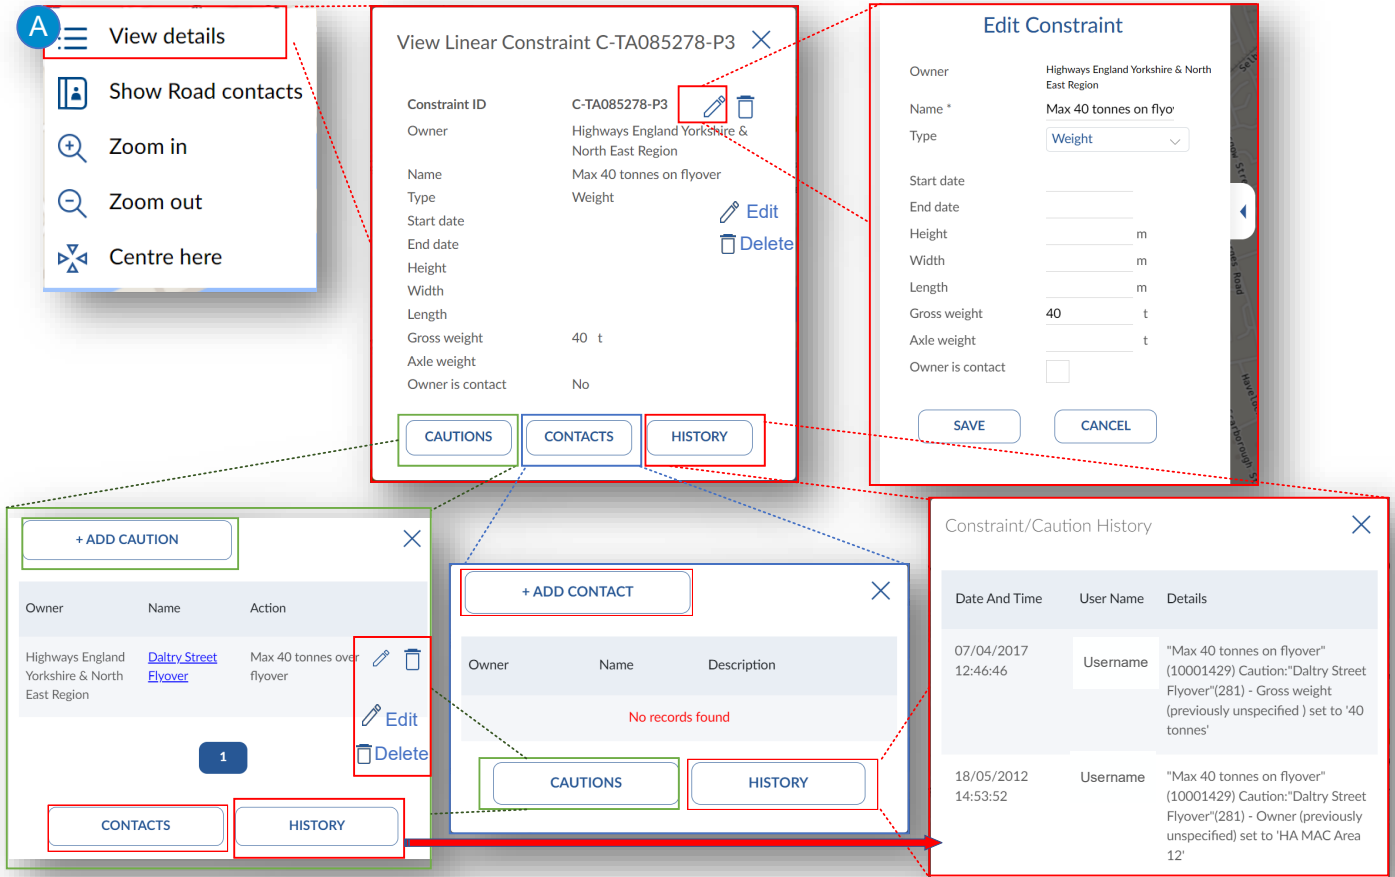 A
View details
Show Road contacts
Zoom in
Zoom out
Centre here
View Linear Constraint C-TA085278-P3
Constraint ID C-TA085278-P3
Owner Highways England Yorkshire &
North East Region
Name Max 40 tonnes on flyover
Type Weight
Start date
Edit
End date
Delete
Height
Width
Length
Gross weight 40 t
Axle weight
Owner is contact No
CAUTIONS CONTACTS HISTORY
Edit Constraint
Owner Highways England Yorkshire & North
East Region
Name * Max 40 tonnes on flyo
Type Weight
Start date
End date
Height m
Width m
Length m
Gross weight 40 t
Axle weight t
Owner is contact
SAVE CANCEL
+ ADD CAUTION
Owner Name Action
Highways England Daltry Street Max 40 tonnes over
Yorkshire & North Flyover flyover
East Region
Edit
Delete
1
CONTACTS HISTORY
+ ADD CONTACT
Owner Name Description
No records found
CAUTIONS HISTORY
Constraint/Caution History
Date And Time User Name Details
07/04/2017 Username "Max 40 tonnes on flyover"
12:46:46 (10001429) Caution:"Daltry Street
Flyover"(281) - Gross weight
(previously unspecified ) set to '40
tonnes'
18/05/2012 Username "Max 40 tonnes on flyover"
14:53:52 (10001429) Caution:"Daltry Street
Flyover"(281) - Owner (previously
unspecified) set to 'HA MAC Area
12'